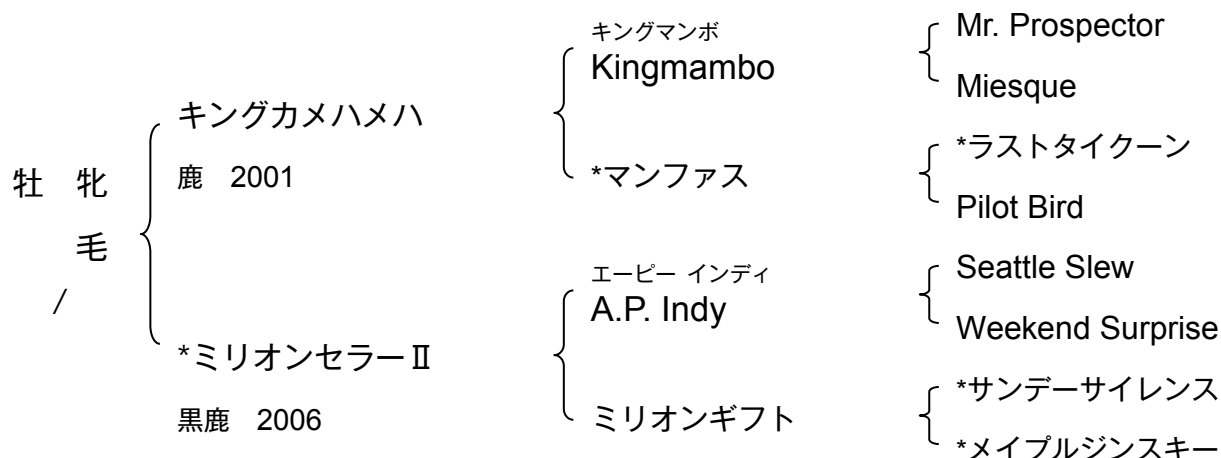 牡　牝
毛
/
キングカメハメハ
鹿　2001
*ミリオンセラーⅡ
黒鹿　2006
キングマンボ
Kingmambo
*マンファス
エーピー インディ
A.P. Indy
ミリオンギフト
Mr. Prospector
Miesque
*ラストタイクーン
Pilot Bird
Seattle Slew
Weekend Surprise
*サンデーサイレンス
*メイプルジンスキー